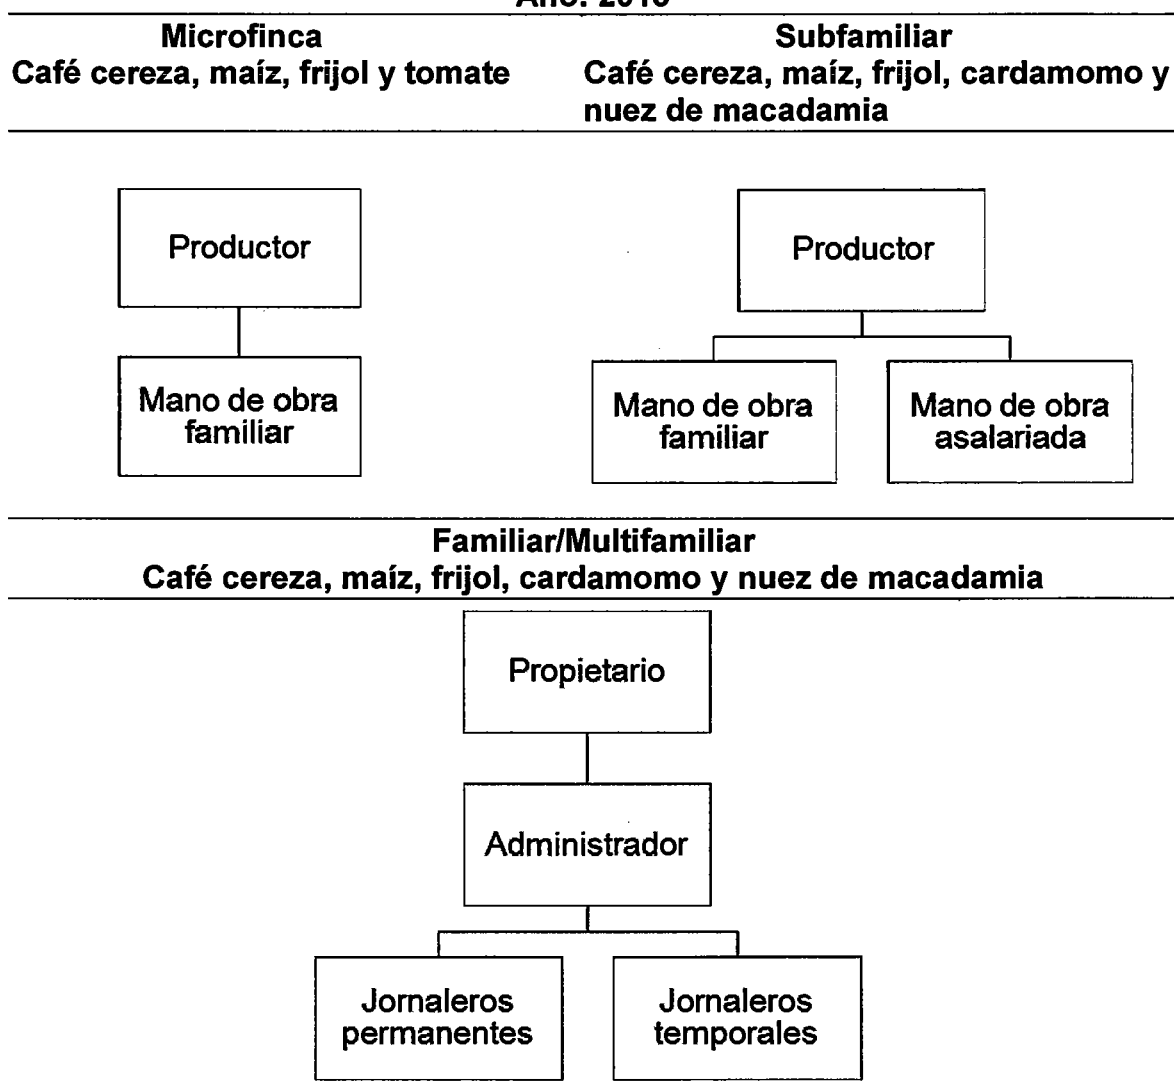 Microfinca
Café cereza, maíz, frijol y tomate
Subfamiliar
Café cereza, maíz, frijol, cardamomo y
nuez de macadamia
Productor
Mano de obra
familiar
Productor
Mano de obra
familiar
Mano de obra
asalariada
Familiar/Multifamiliar
Café cereza, maíz, frijol, cardamomo y nuez de macadamia
Propietario
Administrador
Jornaleros
permanentes
Jornaleros
temporales